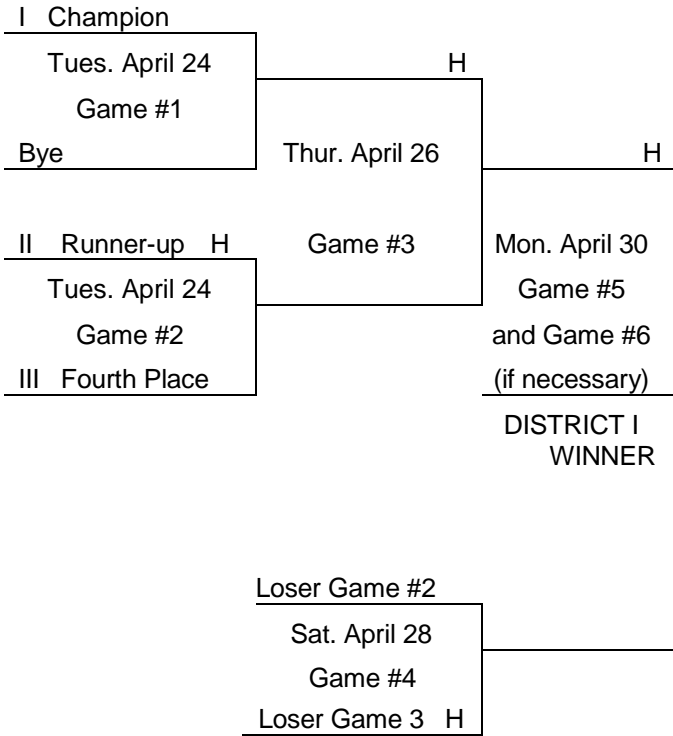 I Champion
Tues. April 24
H
Game #1
Bye
Thur. April 26
H
II Runner-up H
Game #3
Mon. April 30
Tues. April 24
Game #5
Game #2
and Game #6
III Fourth Place
(if necessary)
DISTRICT I
WINNER
Loser Game #2
Sat. April 28
Game #4
Loser Game 3 H